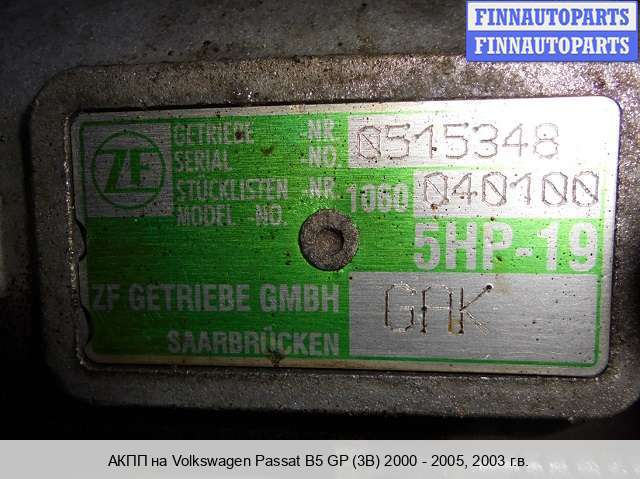 FINNAUTOPARTS
FINNAUTOPARTS
ZF
GETRIEBE -NR. 0515348
SERIAL -NO.
STÜCKLISTEN -NR. 1060 040100
MODEL NO.
5HP-19
ZF GETRIEBE GMBH GAK
SAARBRÜCKEN
АКПП на Volkswagen Passat B5 GP (3B) 2000 - 2005, 2003 г.в.